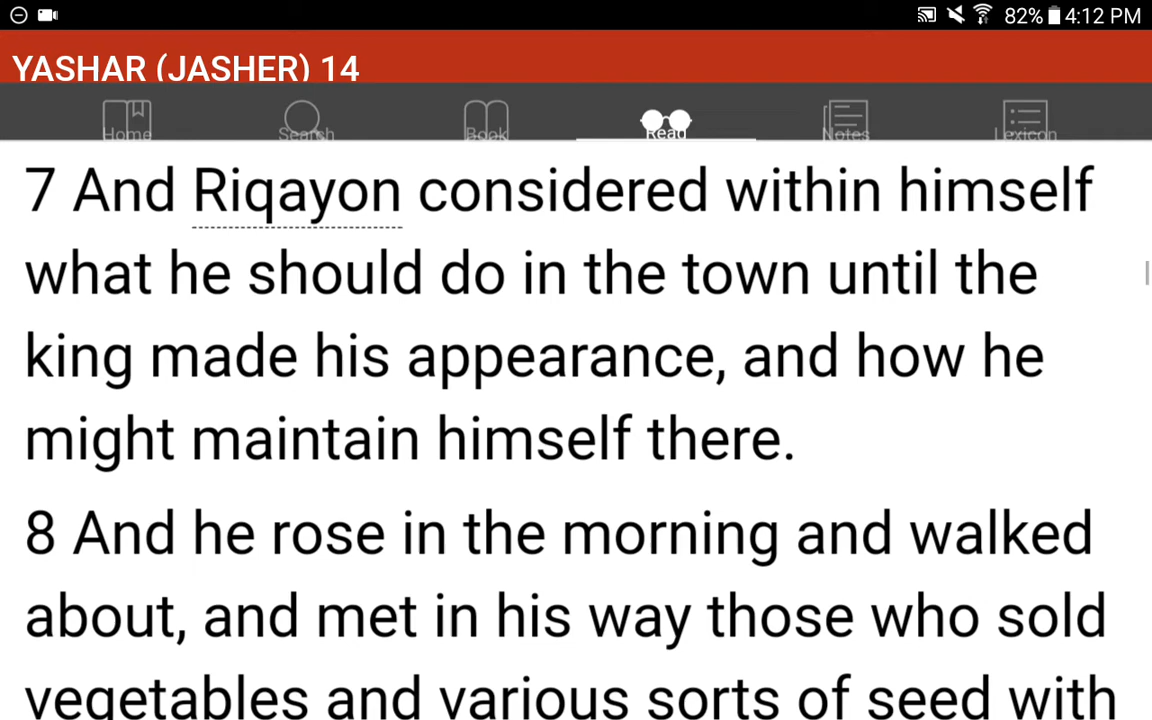 82% 4:12 PM
YASHAR (JASHER) 14
Home Search Book Read Notes Lexicon
7 And Riqayon considered within himself
what he should do in the town until the
king made his appearance, and how he
might maintain himself there.
8 And he rose in the morning and walked
about, and met in his way those who sold
vegetables and various sorts of seed with